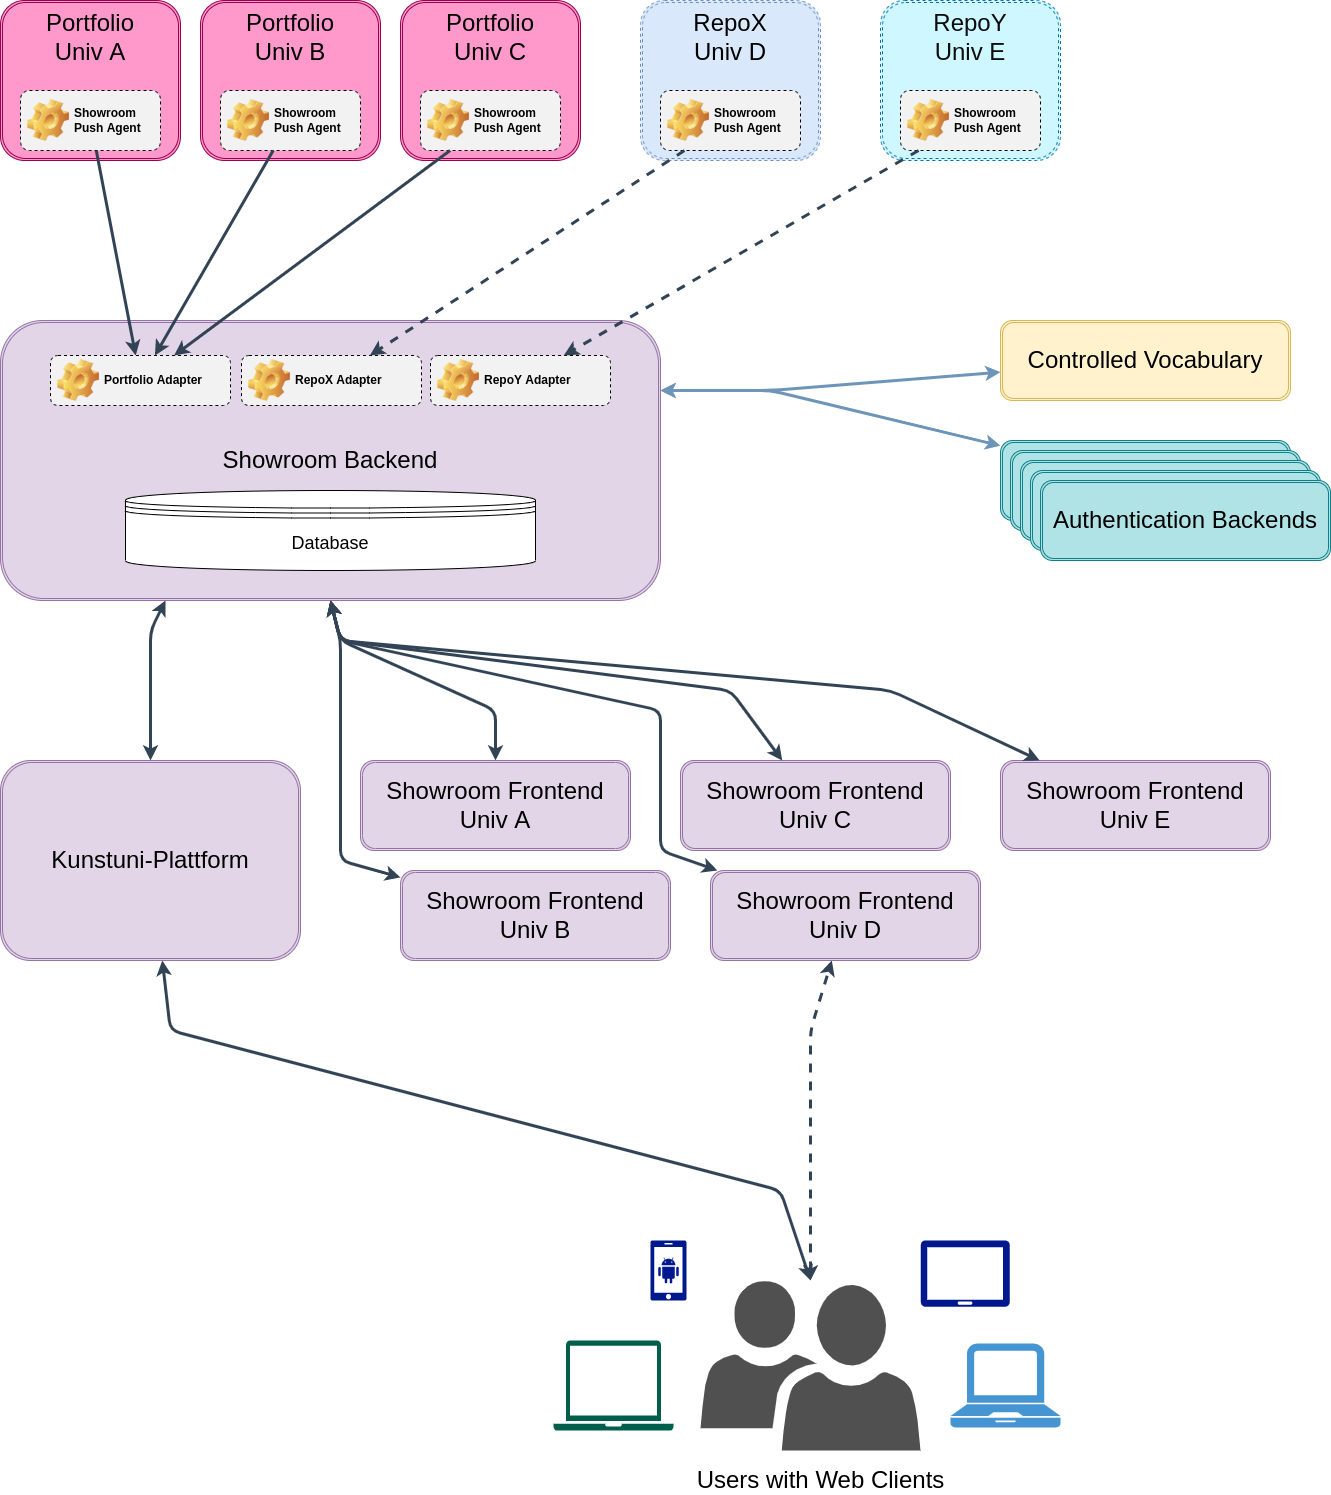 Portfolio
Univ A
Portfolio
Univ B
Portfolio
Univ C
RepoX
Univ D
RepoY
Univ E
Showroom
Push Agent
Showroom
Push Agent
Showroom
Push Agent
Showroom
Push Agent
Showroom
Push Agent
Portfolio Adapter
RepoX Adapter
RepoY Adapter
Controlled Vocabulary
Showroom Backend
Database
Authentication Backends
Showroom Frontend
Univ A
Showroom Frontend
Univ C
Showroom Frontend
Univ E
Kunstuni-Plattform
Showroom Frontend
Univ B
Showroom Frontend
Univ D
Users with Web Clients